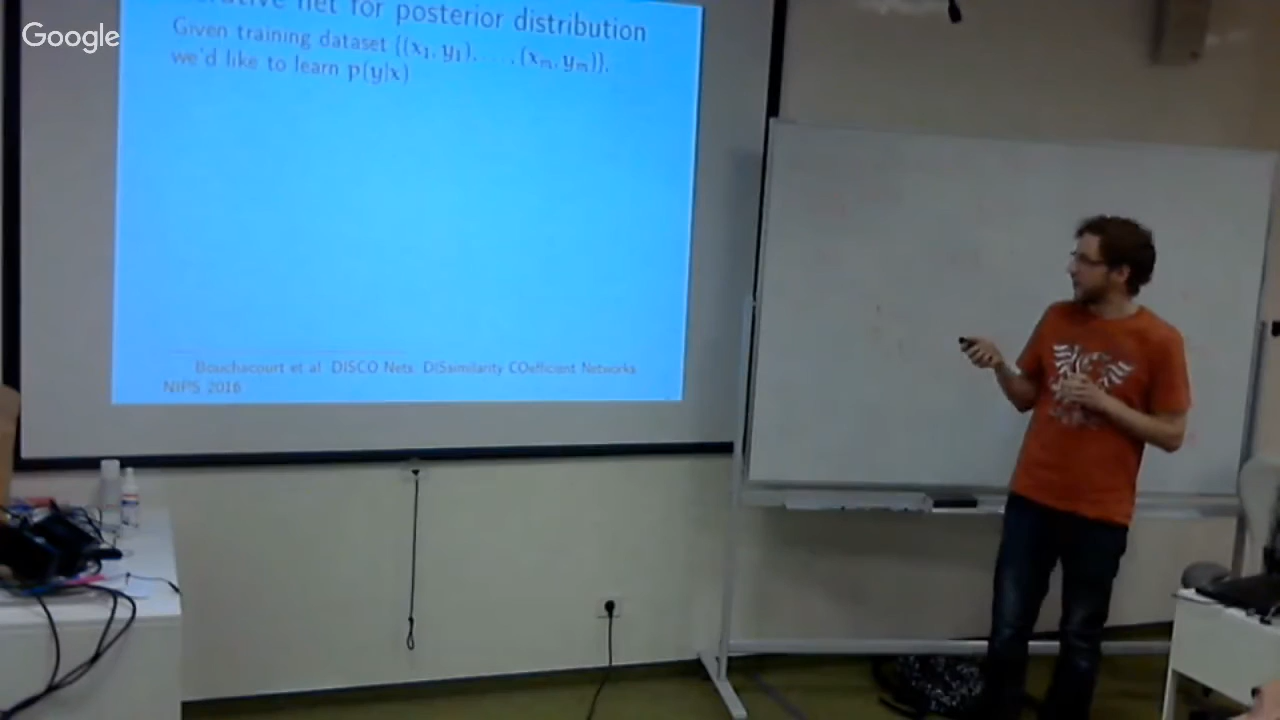 Google
net for posterior distribution
Given training dataset {(x₁, y₁), . . . , (xₘ, yₘ)},
we'd like to learn p(y|x)
Bouchacourt et al. DISCO Nets: DISsimilarity COefficient Networks
NIPS 2016